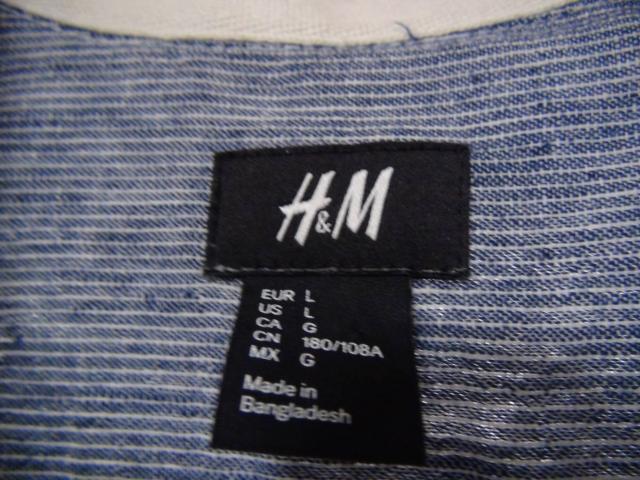 H&M
EUR L
US L
CA G
CN 180/108A
MX G
Made in
Bangladesh